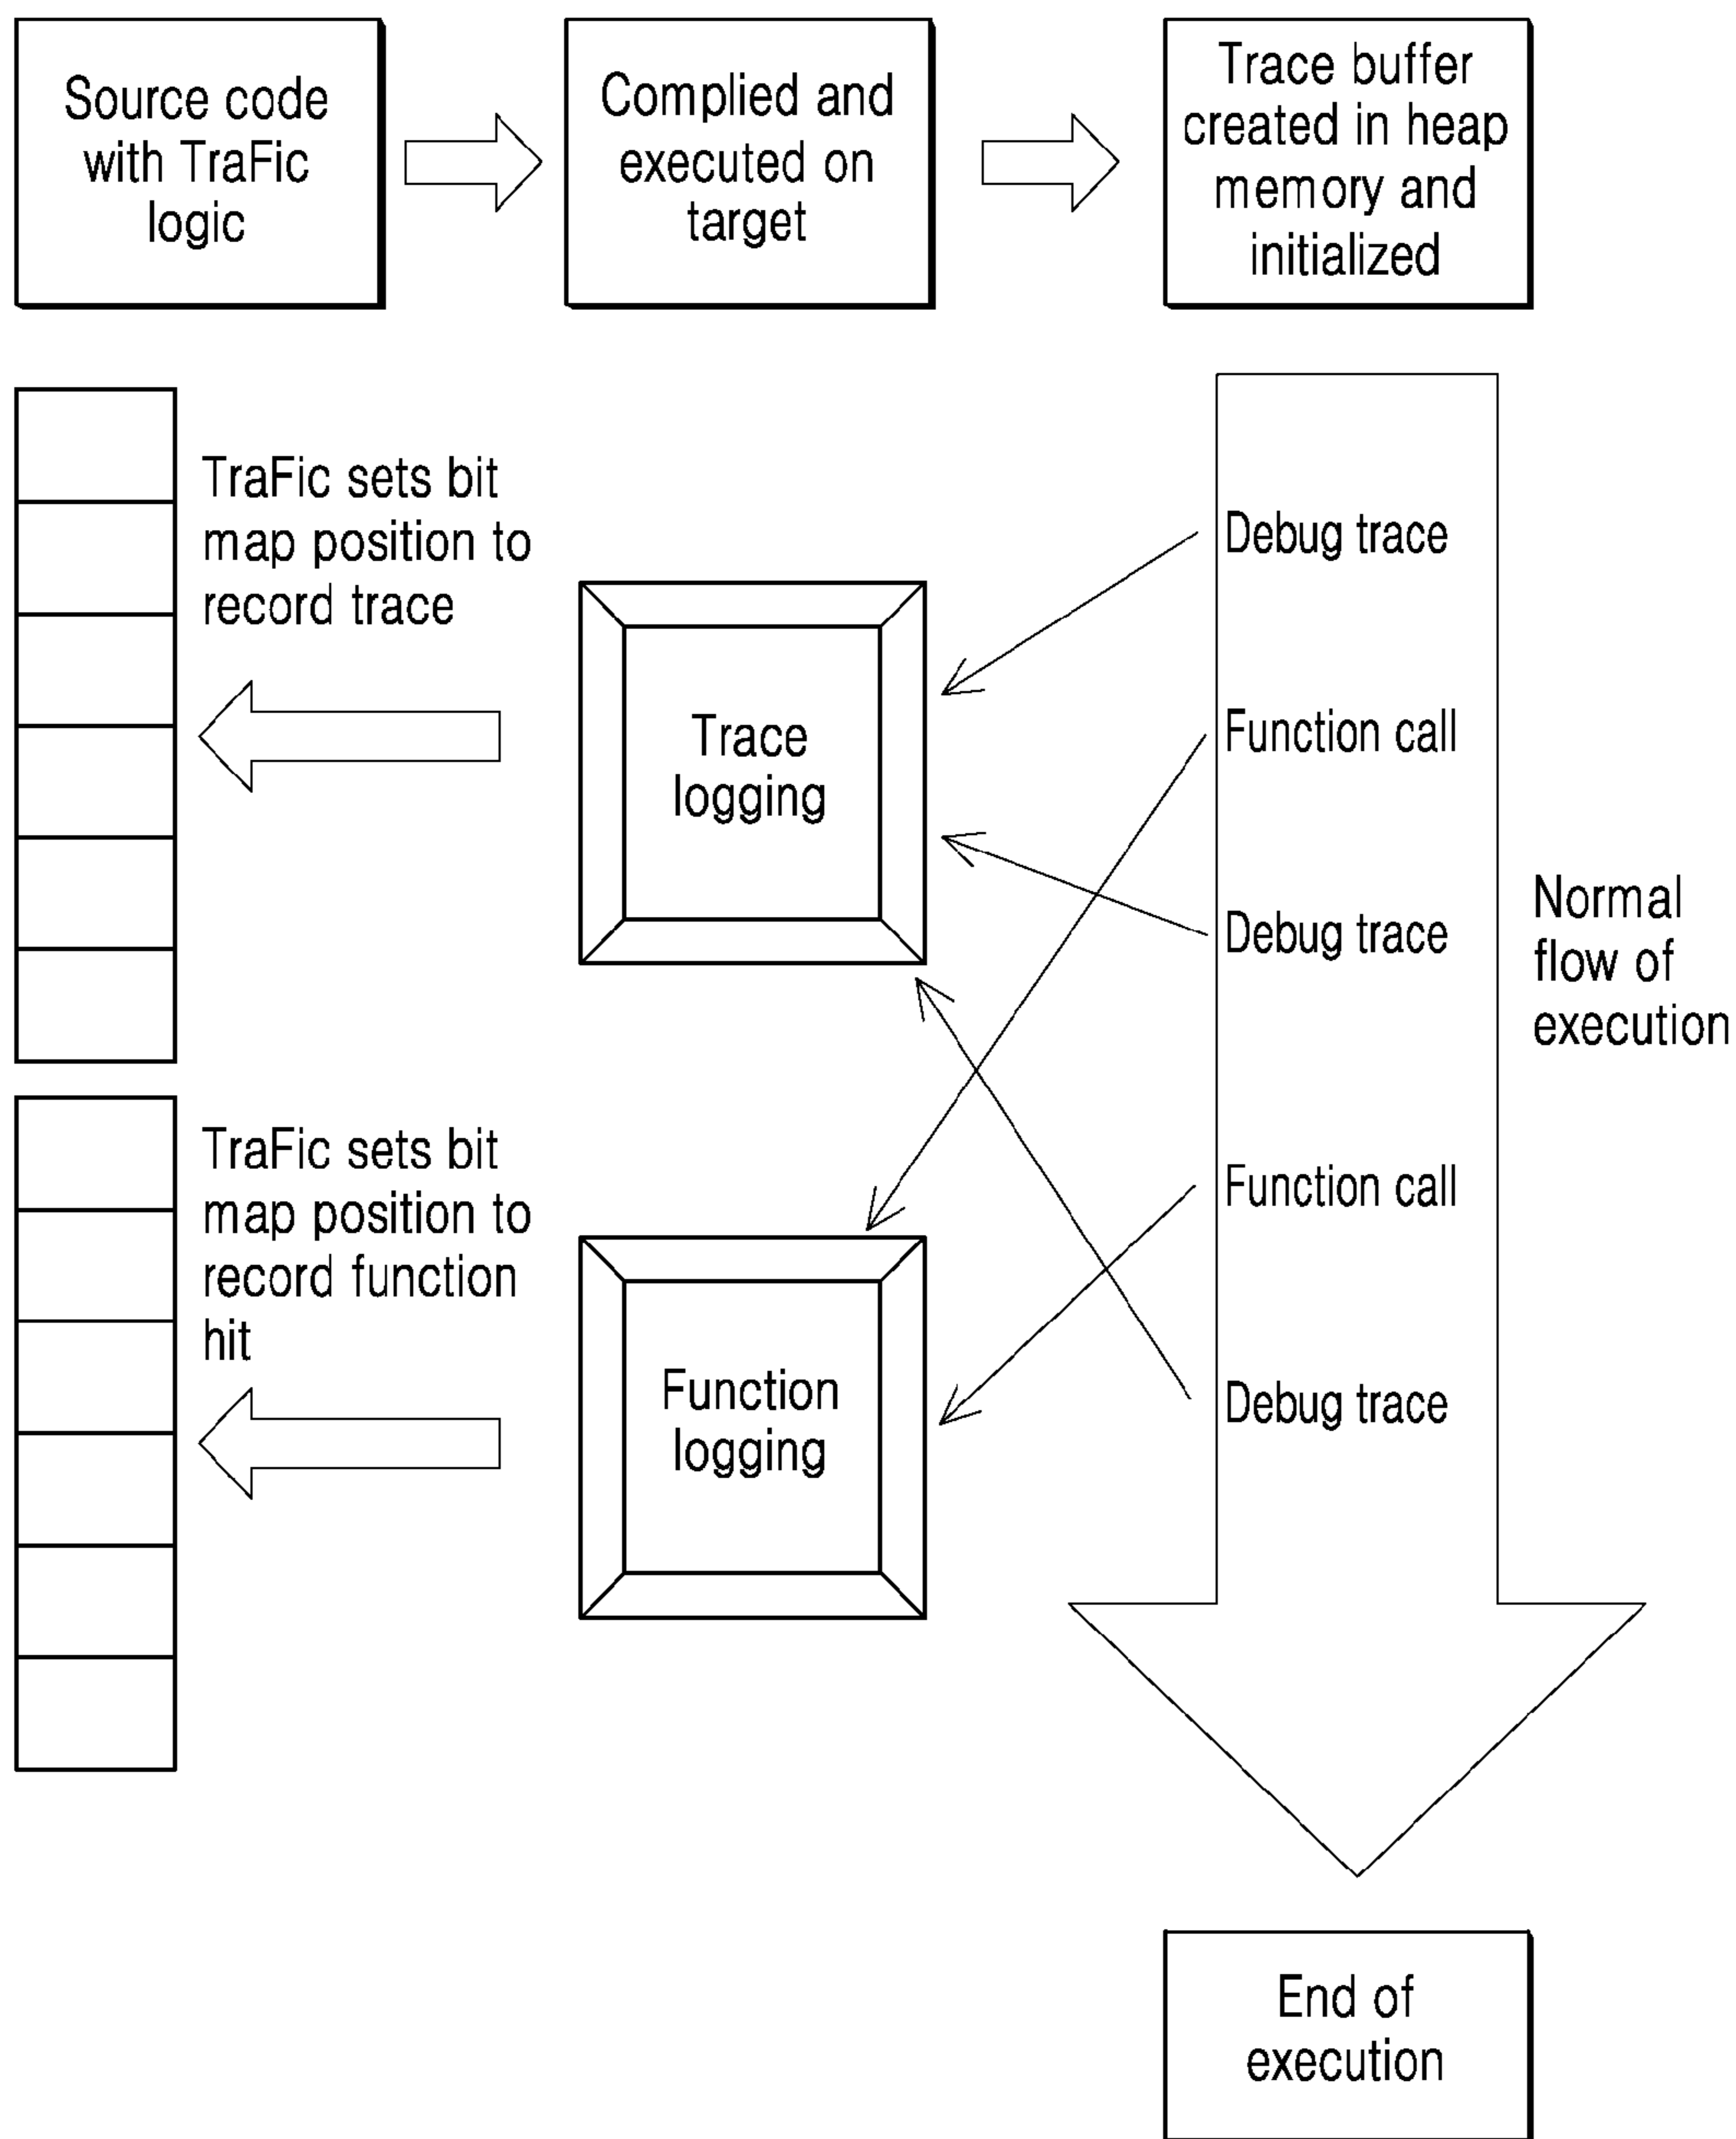 Source code
with TraFic
logic
Complied and
executed on
target
Trace buffer
created in heap
memory and
initialized
TraFic sets bit
map position to
record trace
Trace
logging
Debug trace
Function call
Debug trace
Function call
Debug trace
Normal
flow of
execution
TraFic sets bit
map position to
record function
hit
Function
logging
End of
execution